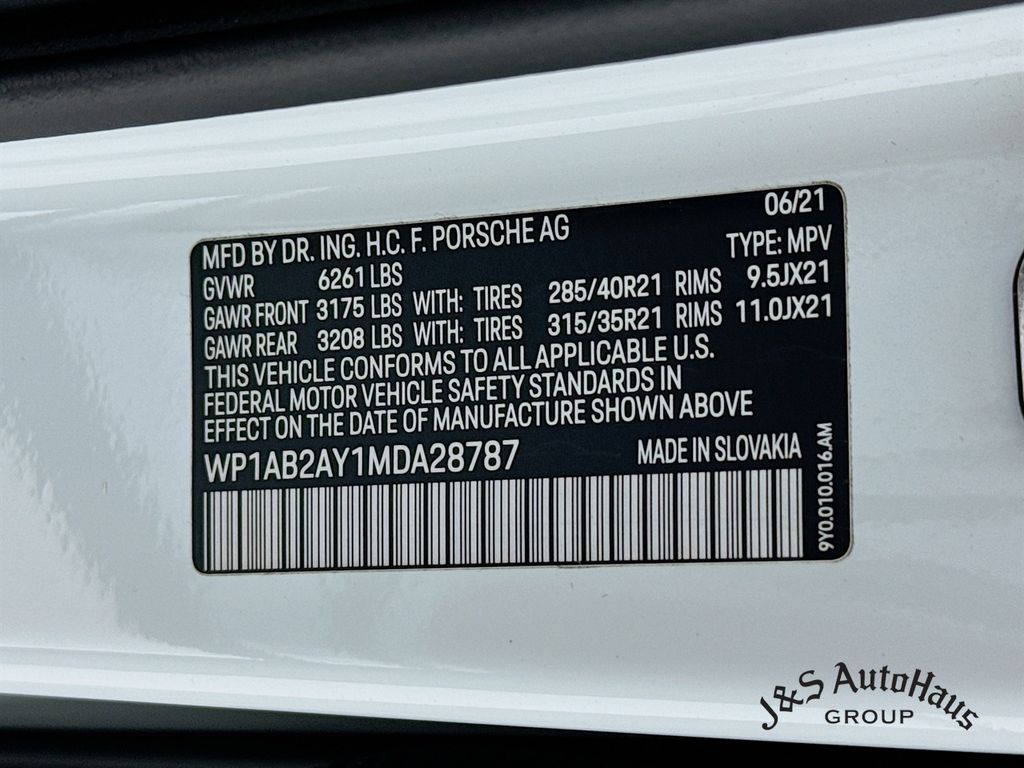 06/21
MFD BY DR. ING. H.C. F. PORSCHE AG
TYPE: MPV
GVWR 6261 LBS
GAWR FRONT 3175 LBS WITH: TIRES 285/40R21 RIMS 9.5JX21
GAWR REAR 3208 LBS WITH: TIRES 315/35R21 RIMS 11.0JX21
THIS VEHICLE CONFORMS TO ALL APPLICABLE U.S.
FEDERAL MOTOR VEHICLE SAFETY STANDARDS IN
EFFECT ON THE DATE OF MANUFACTURE SHOWN ABOVE
WP1AB2AY1MDA28787 MADE IN SLOVAKIA
9Y0.010.016.AM
J&S AutoHaus
GROUP